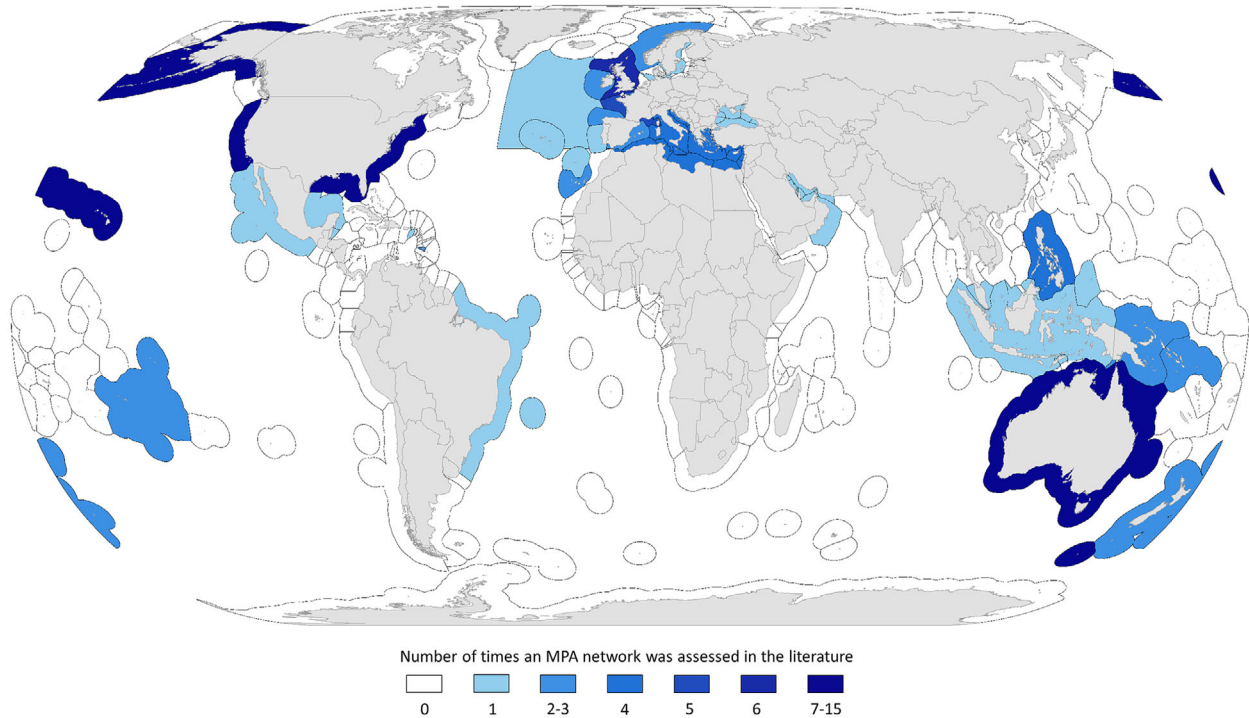 Number of times an MPA network was assessed in the literature
0 1 2-3 4 5 6 7-15